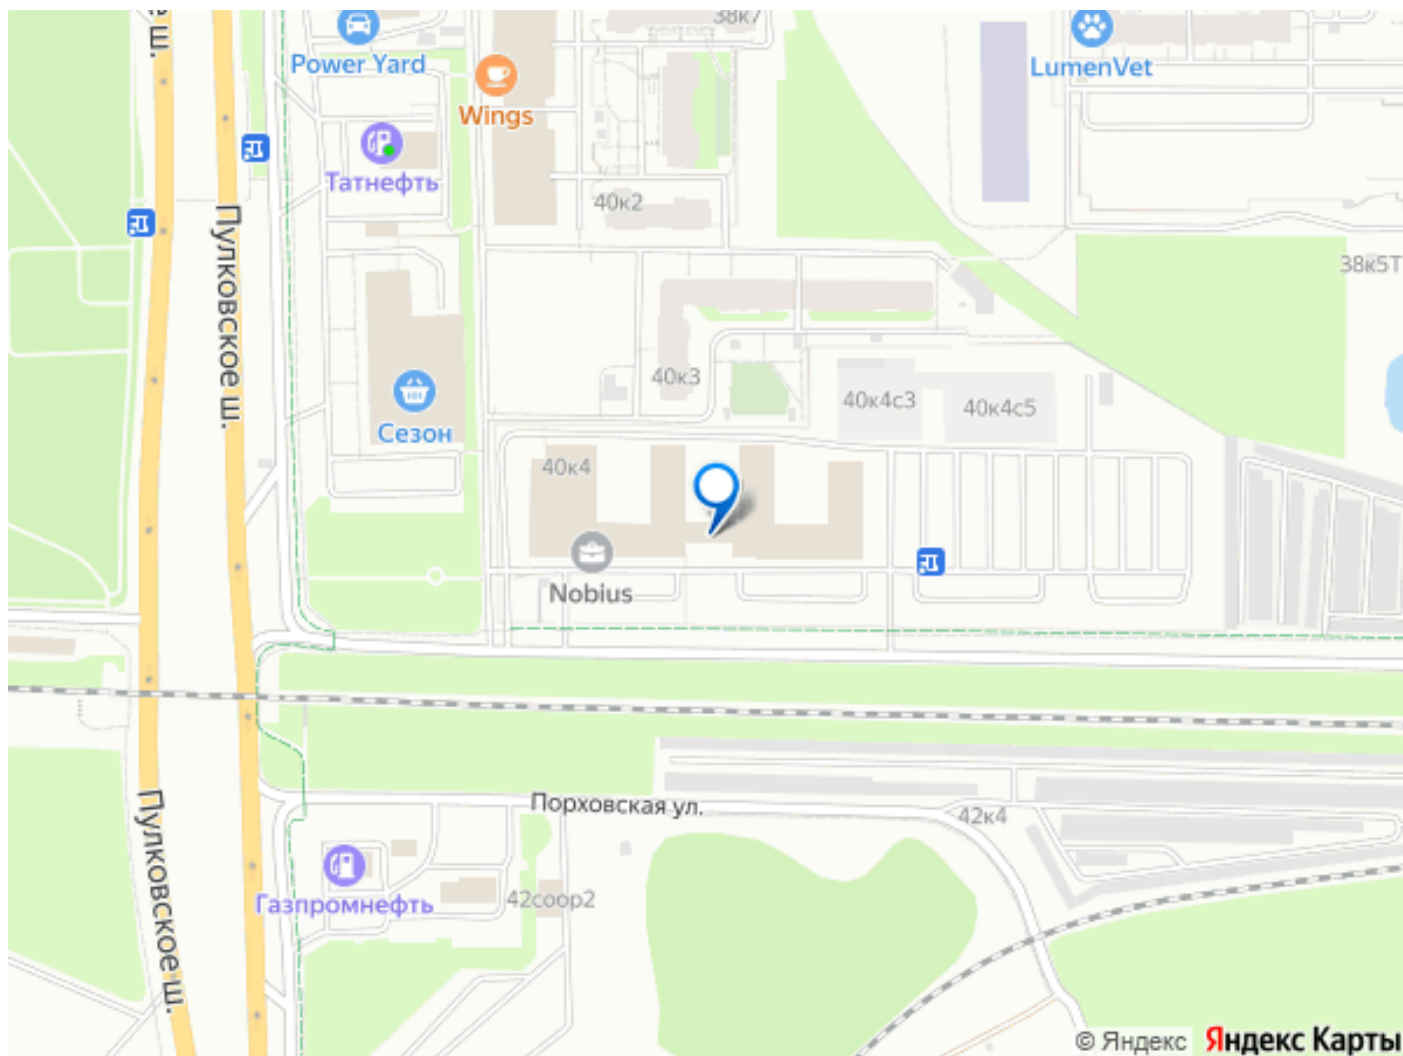 ш.
38к7
Power Yard
LumenVet
Wings
Татнефть
40к2
Пулковское ш.
38к5Т
40к3
40к4с3
40к4с5
Сезон
40к4
Nobius
Порховская ул.
42к4
Пулковское ш.
Газпромнефть
42соор2
© Яндекс Яндекс Карты